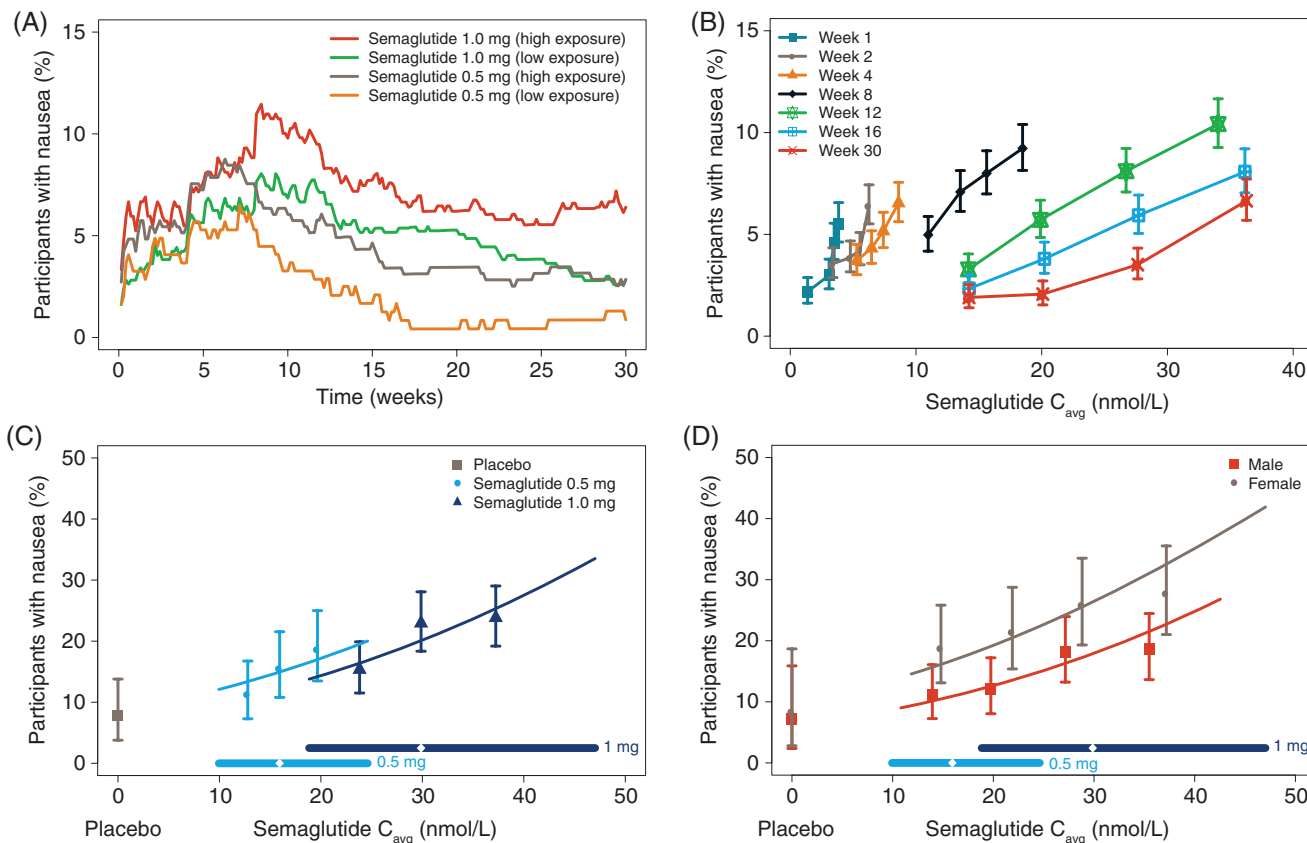 (A)
Participants with nausea (%)
15
10
5
0
Semaglutide 1.0 mg (high exposure)
Semaglutide 1.0 mg (low exposure)
Semaglutide 0.5 mg (high exposure)
Semaglutide 0.5 mg (low exposure)
0 5 10 15 20 25 30
Time (weeks)
(B)
Participants with nausea (%)
15
10
5
0
Week 1
Week 2
Week 4
Week 8
Week 12
Week 16
Week 30
0 10 20 30 40
Semaglutide Cavg (nmol/L)
(C)
Participants with nausea (%)
50
40
30
20
10
0
Placebo
Semaglutide 0.5 mg
Semaglutide 1.0 mg
1 mg
0.5 mg
0 10 20 30 40 50
Placebo Semaglutide Cavg (nmol/L)
(D)
Participants with nausea (%)
50
40
30
20
10
0
Male
Female
1 mg
0.5 mg
0 10 20 30 40 50
Placebo Semaglutide Cavg (nmol/L)